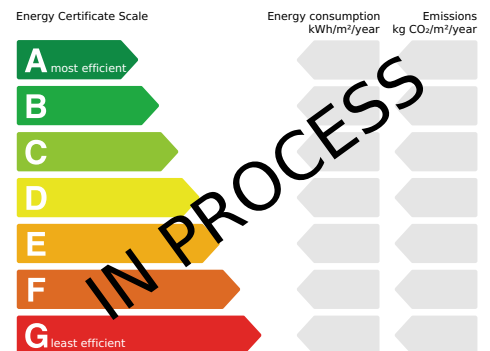 Energy Certificate Scale
Energy consumption
kWh/m²/year
Emissions
kg CO₂/m²/year
A most efficient
B
C
D
E
F
G least efficient
IN PROCESS